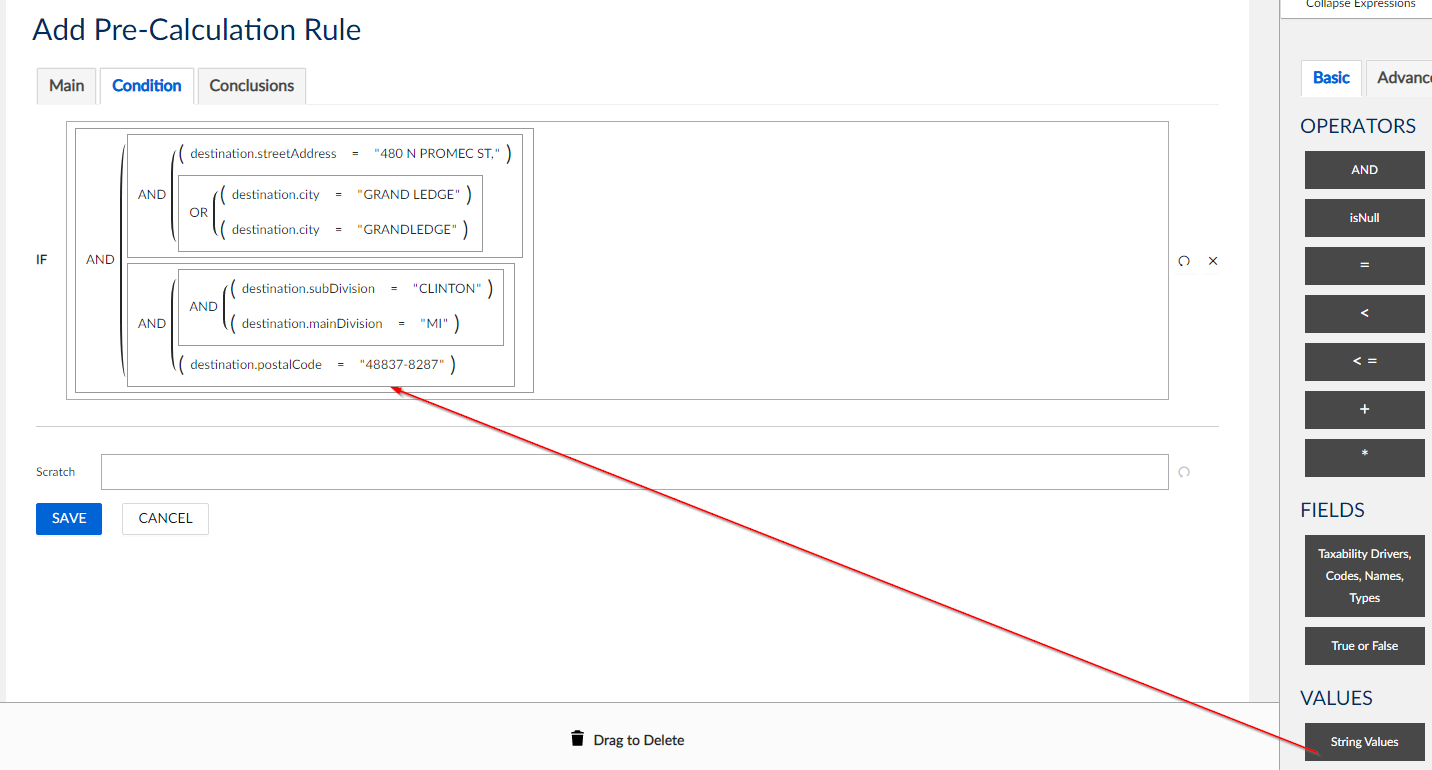 Collapse Expressions
Add Pre-Calculation Rule
Main
Condition
Conclusions
IF
AND
AND
( destination.streetAddress = "480 N PROMEC ST," )
OR
( destination.city = "GRAND LEDGE" )
( destination.city = "GRANDLEDGE" )
AND
AND
( destination.subDivision = "CLINTON" )
( destination.mainDivision = "MI" )
( destination.postalCode = "48837-8287" )
Scratch
SAVE
CANCEL
Drag to Delete
Basic
Advanc
OPERATORS
AND
isNull
=
<
< =
+
*
FIELDS
Taxability Drivers,
Codes, Names,
Types
True or False
VALUES
String Values